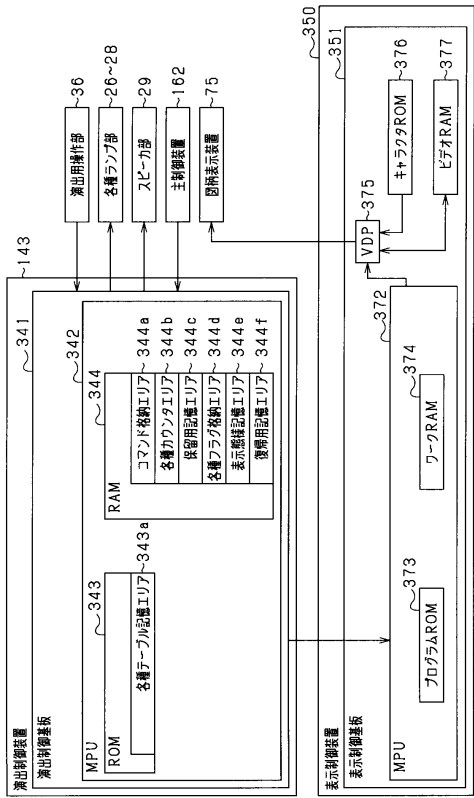 演出制御装置
143
演出制御基板
341
MPU
342
ROM
343
各種テーブル記憶エリア
343a
RAM
344
コマンド格納エリア
344a
各種カウンタエリア
344b
保留用記憶エリア
344c
各種フラグ格納エリア
344d
表示態様記憶エリア
344e
復帰用記憶エリア
344f
演出用操作部
36
各種ランプ部
26~28
スピーカ部
29
主制御装置
162
図柄表示装置
75
表示制御装置
350
表示制御基板
351
MPU
372
プログラムROM
373
ワークRAM
374
VDP
375
キャラクタROM
376
ビデオRAM
377